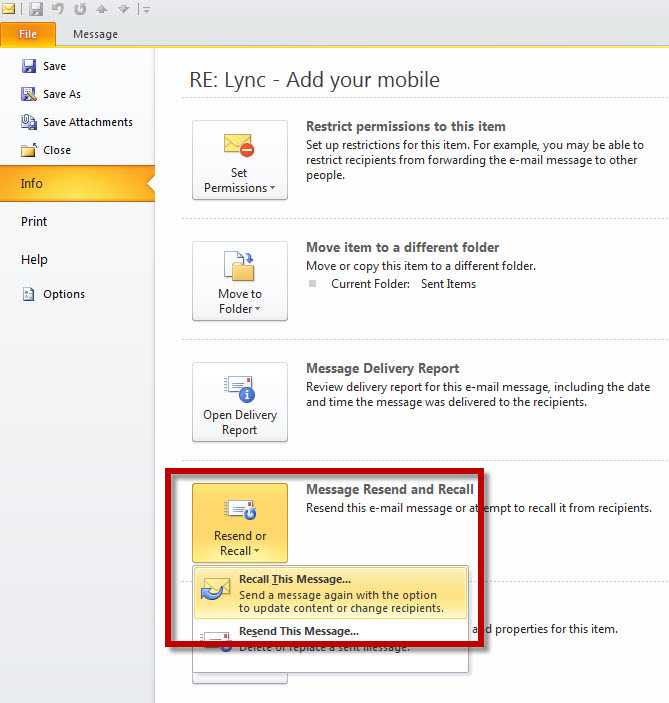 File
Message
Save
Save As
Save Attachments
Close
Info
Print
Help
Options
RE: Lync - Add your mobile
Set
Permissions
Restrict permissions to this item
Set up restrictions for this item. For example, you may be able to
restrict recipients from forwarding the e-mail message to other
people.
Move to
Folder
Move item to a different folder
Move or copy this item to a different folder.
Current Folder: Sent Items
Open Delivery
Report
Message Delivery Report
Review delivery report for this e-mail message, including the date
and time the message was delivered to the recipients.
Resend or
Recall
Message Resend and Recall
Resend this e-mail message or attempt to recall it from recipients.
Recall This Message...
Send a message again with the option
to update content or change recipients.
Resend This Message...
Delete or replace a sent message.
and properties for this item.